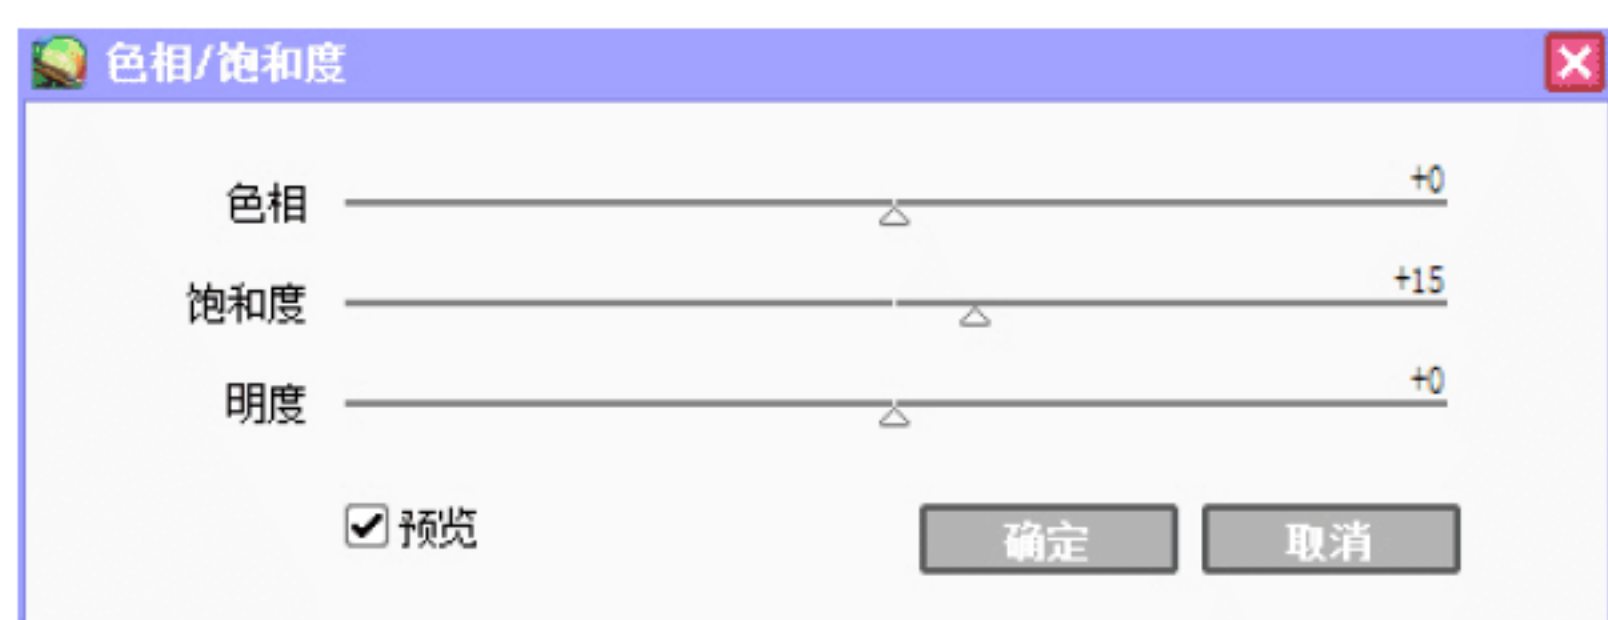 色相/饱和度
色相 +0
饱和度 +15
明度 +0
预览 确定 取消